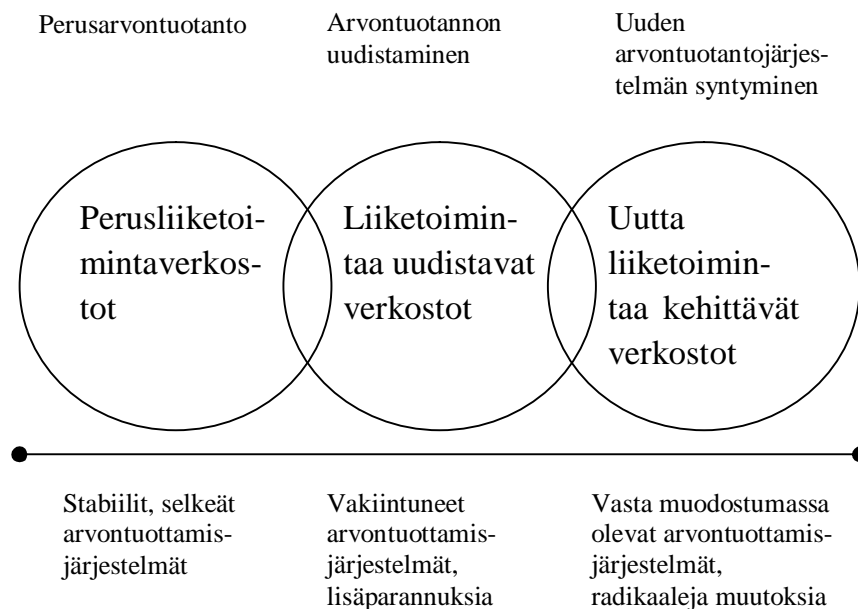 Perusarvontuotanto
Arvontuotannon
uudistaminen
Uuden
arvontuotantojärjes-
telmän syntyminen
Perusliiketoi-
mintaverkos-
tot
Liiketoimin-
taa uudistavat
verkostot
Uutta
liiketoimin-
taa kehittävät
verkostot
Stabiilit, selkeät
arvontuottamis-
järjestelmät
Vakiintuneet
arvontuottamis-
järjestelmät,
lisäparannuksia
Vasta muodostumassa
olevat arvontuottamis-
järjestelmät,
radikaaleja muutoksia